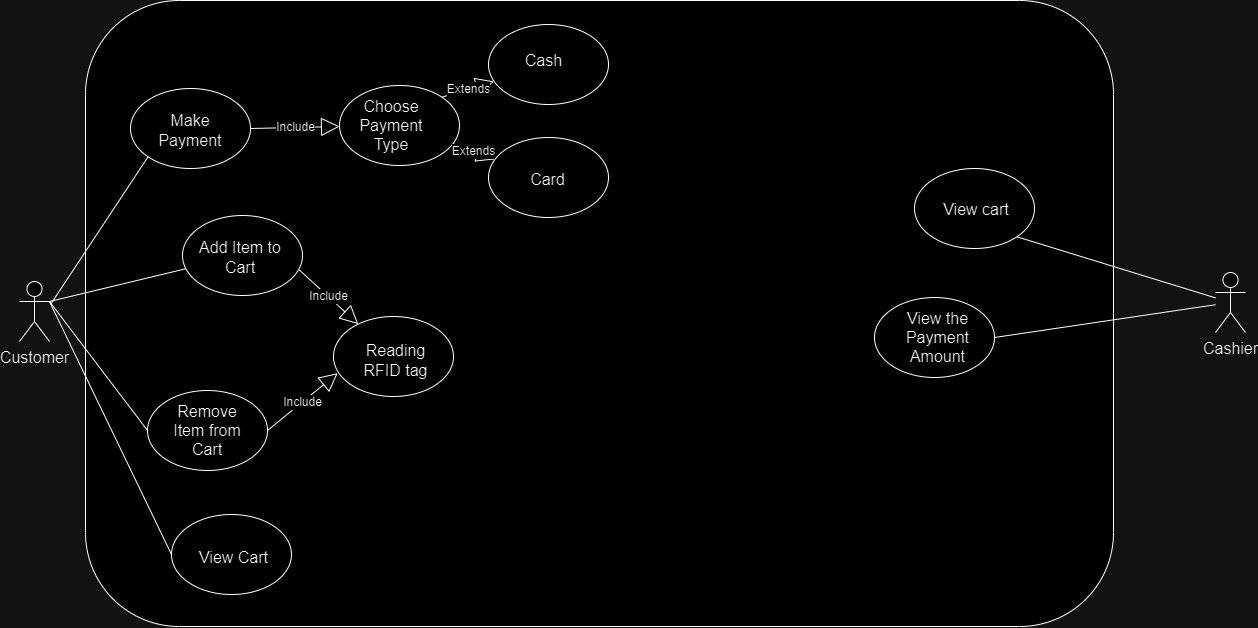 Cash
Extends
Make
Payment
Include
Choose
Payment
Type
Extends
Card
View cart
Add Item to
Cart
Include
Customer
Reading
RFID tag
View the
Payment
Amount
Cashier
Include
Remove
Item from
Cart
View Cart